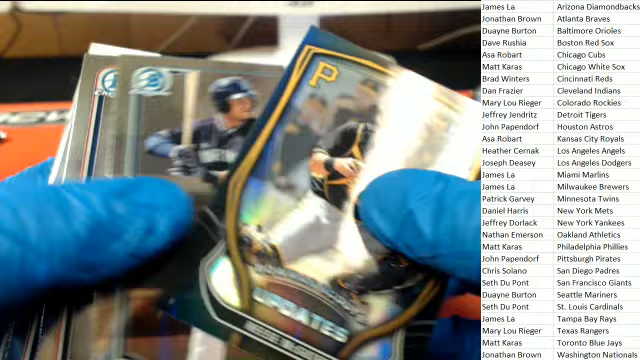 P
UPDATES
James La Arizona Diamondbacks
Jonathan Brown Atlanta Braves
Duayne Burton Baltimore Orioles
Dave Rushia Boston Red Sox
Asa Robart Chicago Cubs
Matt Karas Chicago White Sox
Brad Winters Cincinnati Reds
Dan Frazier Cleveland Indians
Mary Lou Rieger Colorado Rockies
Jeffrey Jendritz Detroit Tigers
John Papendorf Houston Astros
Asa Robart Kansas City Royals
Heather Cernak Los Angeles Angels
Joseph Deasey Los Angeles Dodgers
James La Miami Marlins
James La Milwaukee Brewers
Patrick Garvey Minnesota Twins
Daniel Harris New York Mets
Jeffrey Dorlack New York Yankees
Nathan Emerson Oakland Athletics
Matt Karas Philadelphia Phillies
John Papendorf Pittsburgh Pirates
Chris Solano San Diego Padres
Seth Du Pont San Francisco Giants
Duayne Burton Seattle Mariners
Seth Du Pont St. Louis Cardinals
James La Tampa Bay Rays
Mary Lou Rieger Texas Rangers
Matt Karas Toronto Blue Jays
Jonathan Brown Washington Nationals